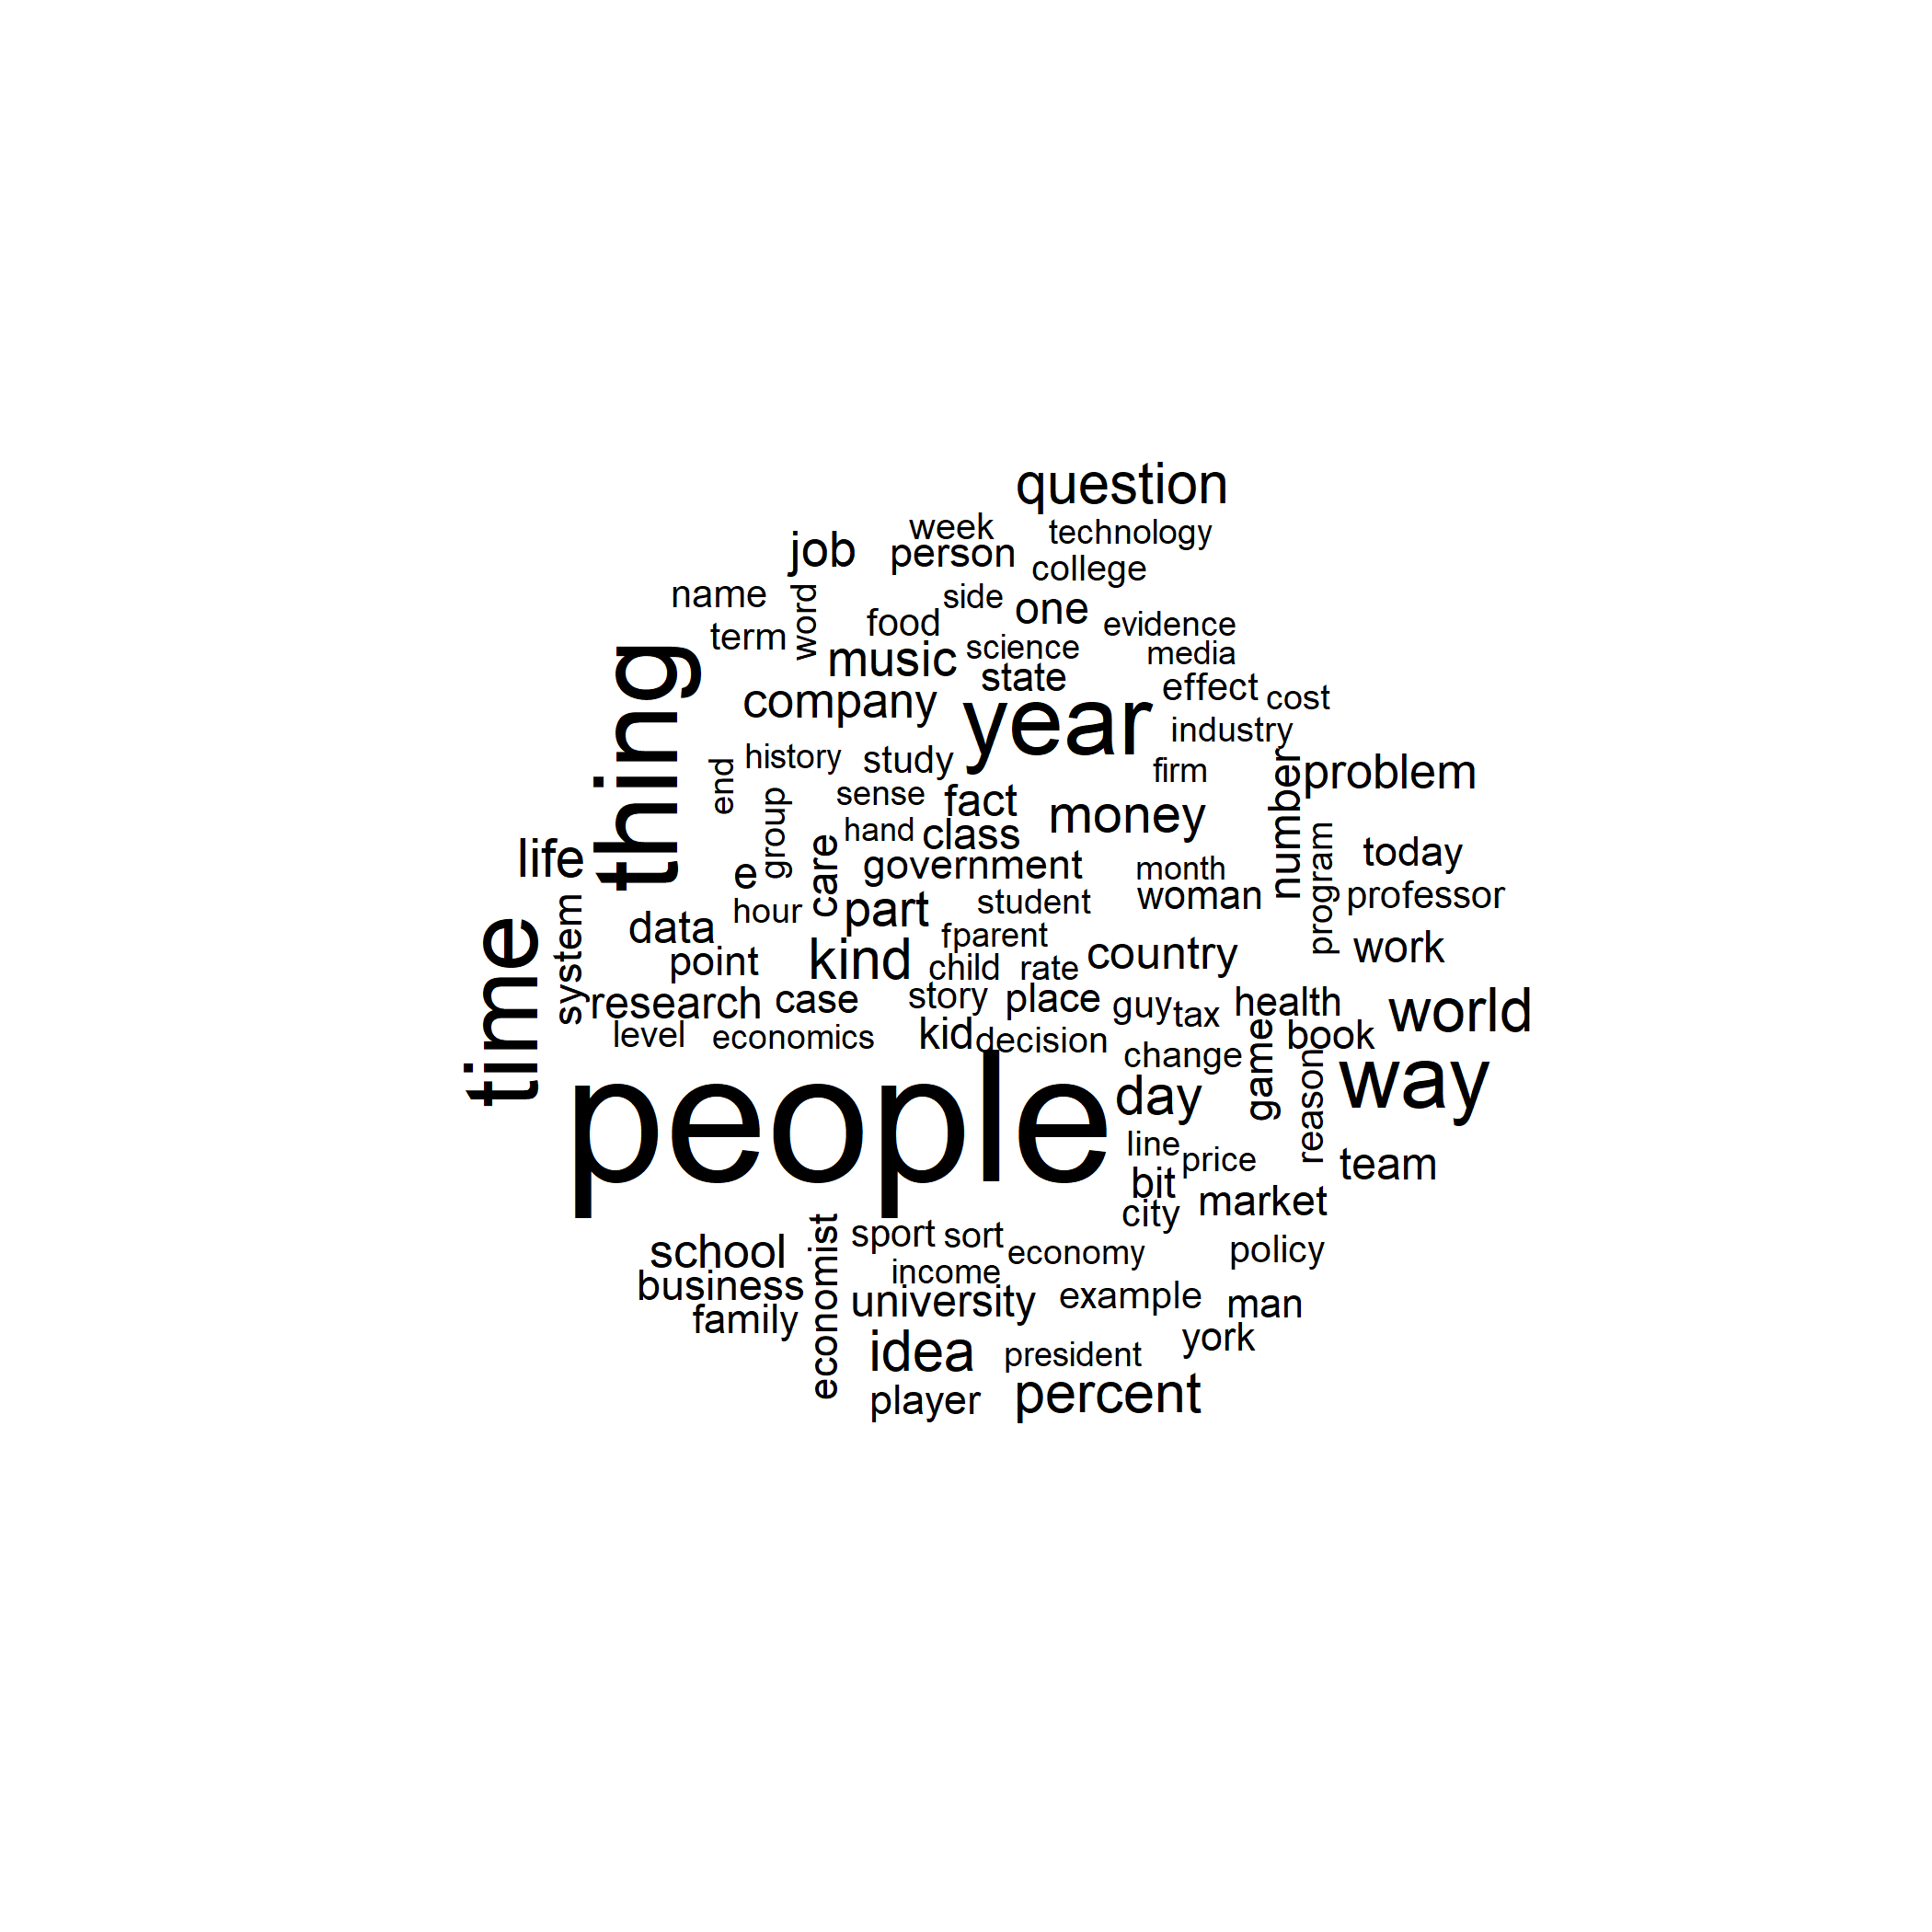 question
week
technology
job
person
college
name
word
side
one
food
term
evidence
science
media
music
state
effect
cost
company
year
industry
thing
history
study
end
firm
number
problem
group
sense
fact
money
hand
class
program
today
life
care
government
month
e
woman
professor
student
hour
part
system
data
f
parent
country
work
point
kind
child
rate
time
research
case
story
place
guy
tax
health
world
level
economics
kid
decision
book
change
game
reason
way
people
day
line
price
team
bit
market
city
economist
sport
sort
school
economy
policy
income
business
university
example
man
family
york
idea
president
player
percent